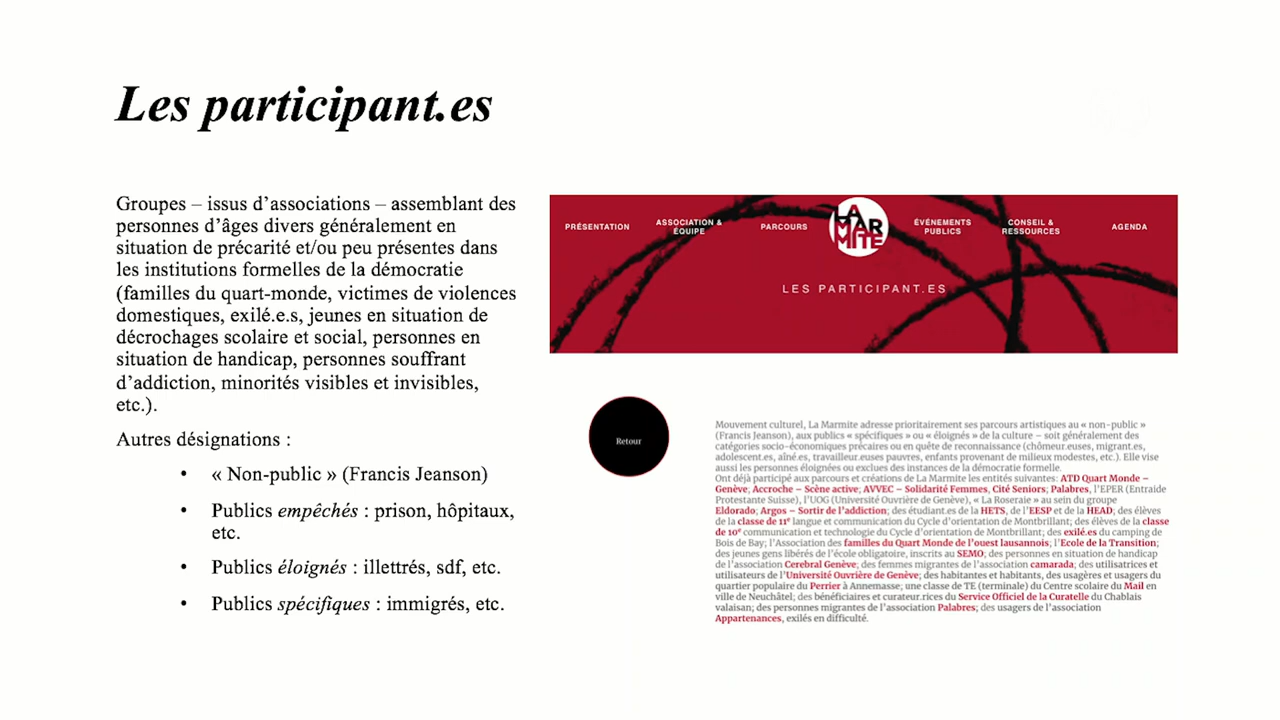 Les participant.es
Groupes – issus d’associations – assemblant des
personnes d’âges divers généralement en
situation de précarité et/ou peu présentes dans
les institutions formelles de la démocratie
(familles du quart-monde, victimes de violences
domestiques, exilé.e.s, jeunes en situation de
décrochages scolaire et social, personnes en
situation de handicap, personnes souffrant
d’addiction, minorités visibles et invisibles,
etc.).
Autres désignations :
• « Non-public » (Francis Jeanson)
• Publics empêchés : prison, hôpitaux,
etc.
• Publics éloignés : illettrés, sdf, etc.
• Publics spécifiques : immigrés, etc.
PRÉSENTATION
ASSOCIATION &
ÉQUIPE
PARCOURS
LA
MAR
MITE
ÉVÉNEMENTS
PUBLICS
CONSEIL &
RESSOURCES
AGENDA
LES PARTICIPANT.ES
Retour
Mouvement culturel, La Marmite adresse prioritairement ses parcours artistiques au « non-public »
(Francis Jeanson), aux publics « spécifiques » ou « éloignés » de la culture – soit généralement des
catégories socio-économiques précaires ou en quête de reconnaissance (chômeur.euses, migrant.es,
adolescent.es, aîné.es, travailleur.euses pauvres, enfants provenant de milieux modestes, etc.). Elle vise
aussi les personnes éloignées ou exclues des instances de la démocratie formelle.
Ont déjà participé aux parcours et créations de La Marmite les entités suivantes: ATD Quart Monde –
Genève; Accroche – Scène active; AVVEC – Solidarité Femmes, Cité Seniors; Palabres, l’EPER (Entraide
Protestante Suisse), l’UOG (Université Ouvrière de Genève), « La Roseraie » au sein du groupe
Eldorado; Argos – Sortir de l’addiction; des étudiant.es de la HETS, de l’EESP et de la HEAD; des élèves
de la classe de 11e langue et communication du Cycle d’orientation de Montbrillant; des élèves de la classe
de 10e communication et technologie du Cycle d’orientation de Montbrillant; des exilé.es du camping de
Bois de Bay; l’Association des familles du Quart Monde de l’ouest lausannois; l’Ecole de la Transition;
des jeunes gens libérés de l’école obligatoire, inscrits au SEMO; des personnes en situation de handicap
de l’association Cerebral Genève; des femmes migrantes de l’association camarada; des utilisatrices et
utilisateurs de l’Université Ouvrière de Genève; des habitantes et habitants, des usagères et usagers du
quartier populaire du Perrier à Annemasse; une classe de TE (terminale) du Centre scolaire du Mail en
ville de Neuchâtel; des bénéficiaires et curateur.rices du Service Officiel de la Curatelle du Chablais
valaisan; des personnes migrantes de l’association Palabres; des usagers de l’association
Appartenances, exilés en difficulté.